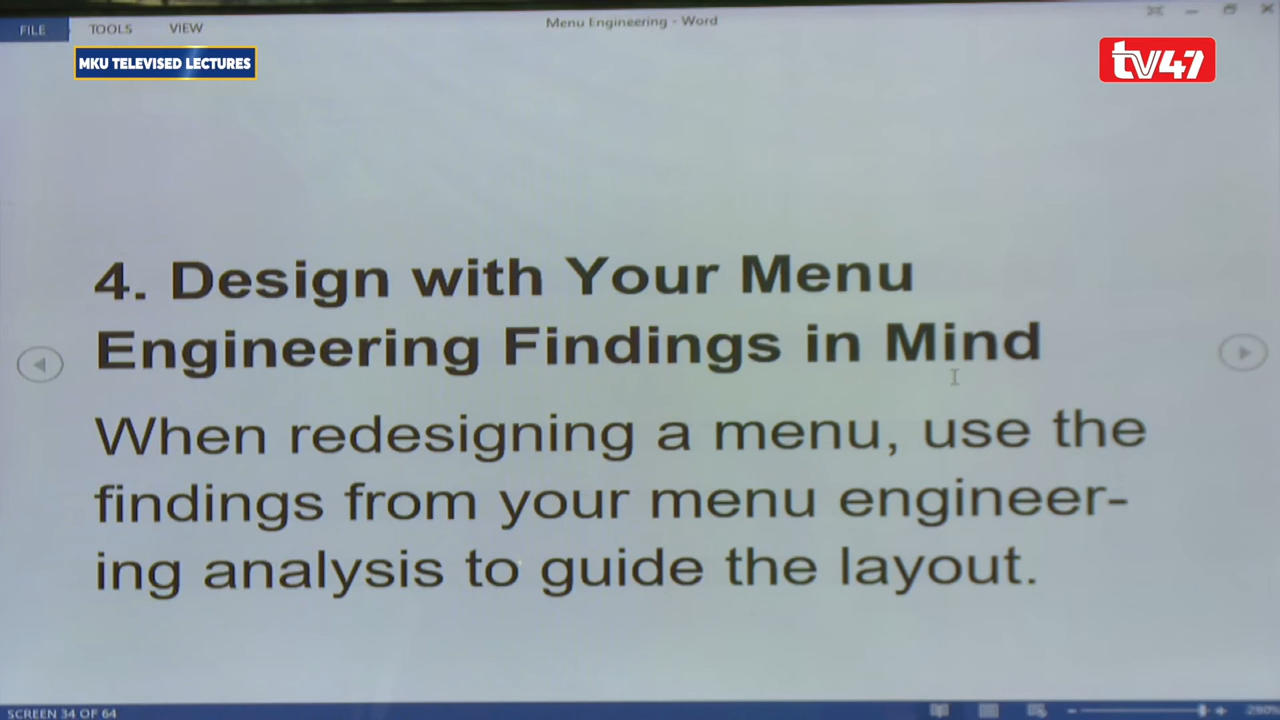 Menu Engineering - Word
FILE TOOLS VIEW
MKU TELEVISED LECTURES
tv47
4. Design with Your Menu
Engineering Findings in Mind
When redesigning a menu, use the
findings from your menu engineer-
ing analysis to guide the layout.
SCREEN 34 OF 64